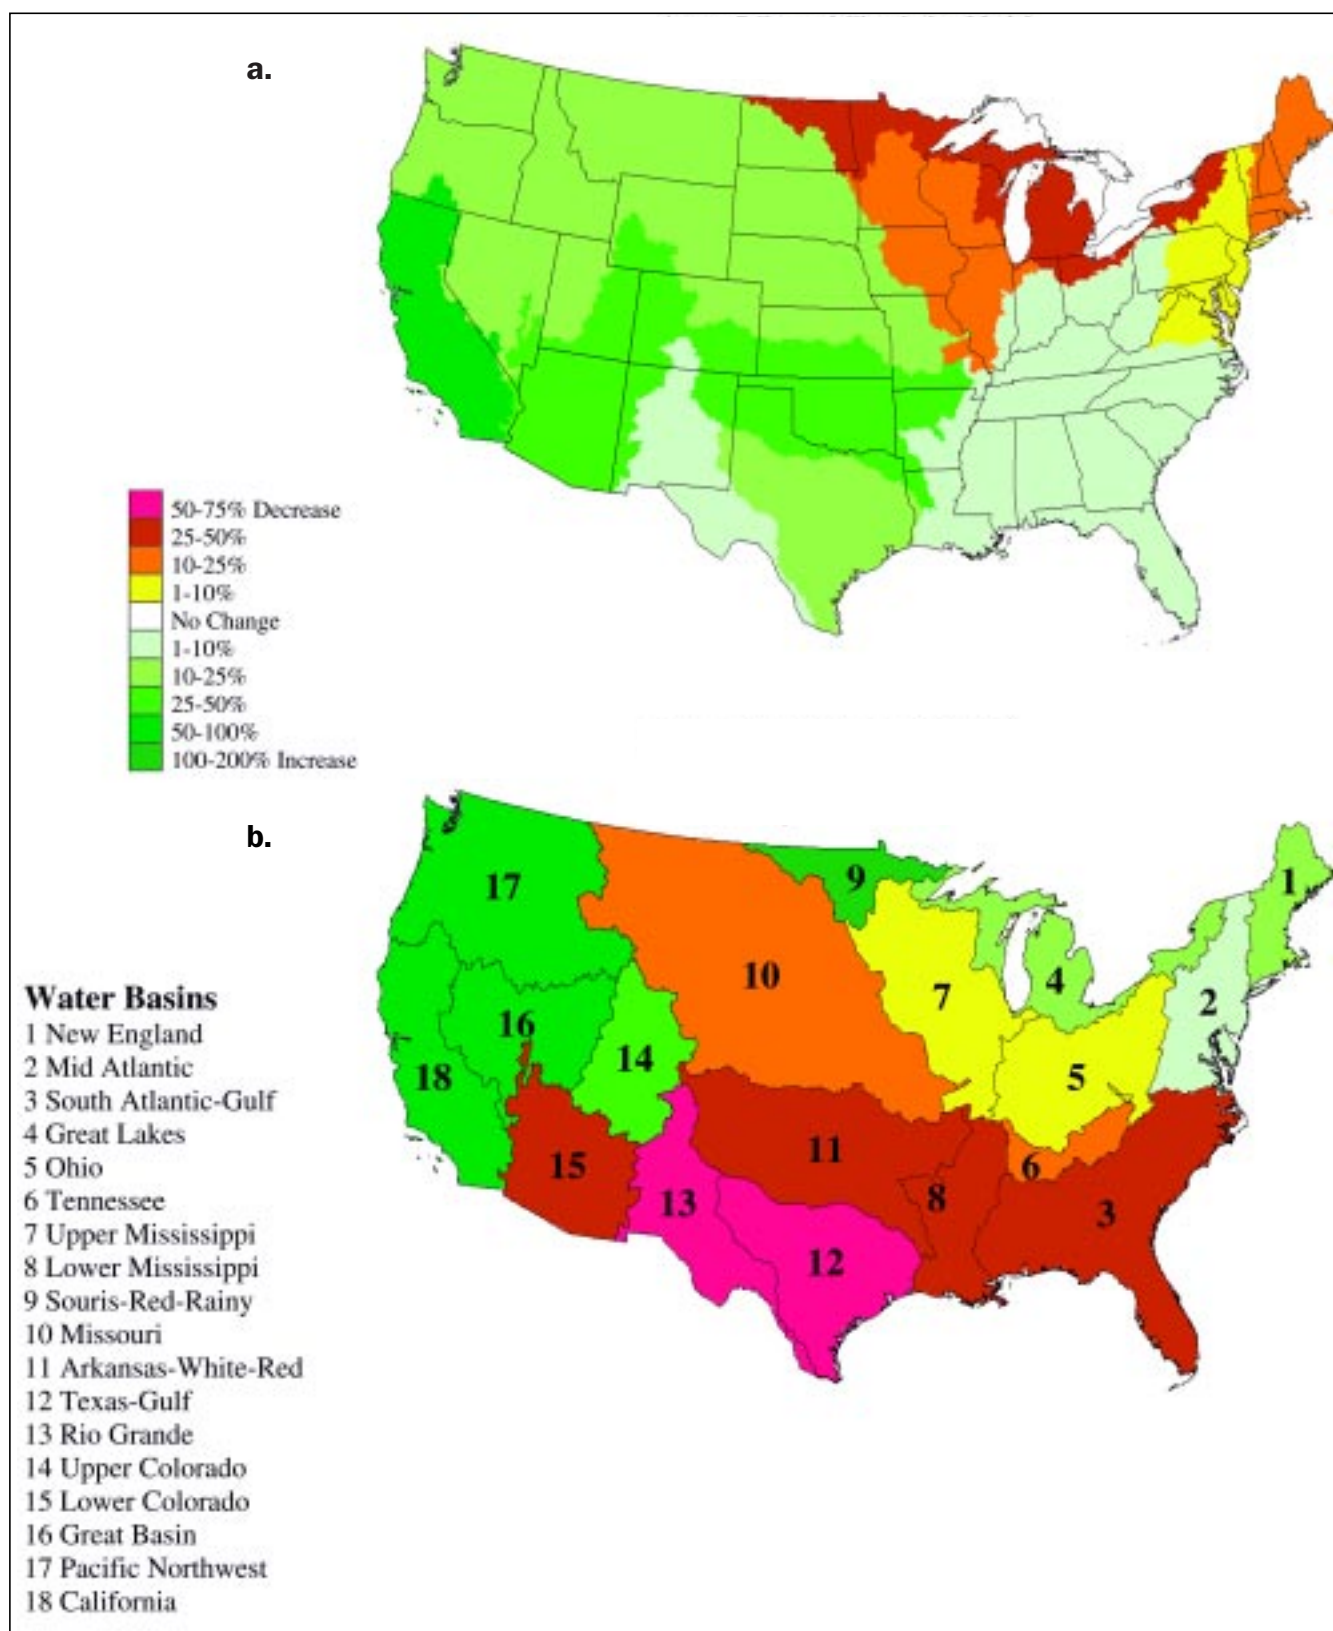 a.
50-75% Decrease
25-50%
10-25%
1-10%
No Change
1-10%
10-25%
25-50%
50-100%
100-200% Increase
b.
17
9
1
10
4
7
2
16
14
5
18
11
15
6
8
13
3
12
Water Basins
1 New England
2 Mid Atlantic
3 South Atlantic-Gulf
4 Great Lakes
5 Ohio
6 Tennessee
7 Upper Mississippi
8 Lower Mississippi
9 Souris-Red-Rainy
10 Missouri
11 Arkansas-White-Red
12 Texas-Gulf
13 Rio Grande
14 Upper Colorado
15 Lower Colorado
16 Great Basin
17 Pacific Northwest
18 California